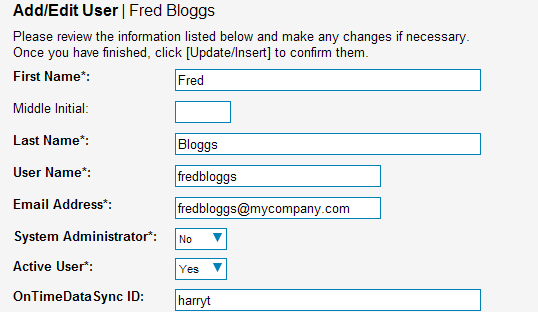 Add/Edit User | Fred Bloggs
Please review the information listed below and make any changes if necessary.
Once you have finished, click [Update/Insert] to confirm them.
First Name*: Fred
Middle Initial:
Last Name*: Bloggs
User Name*: fredbloggs
Email Address*: fredbloggs@mycompany.com
System Administrator*: No
Active User*: Yes
OnTimeDataSync ID: harryt